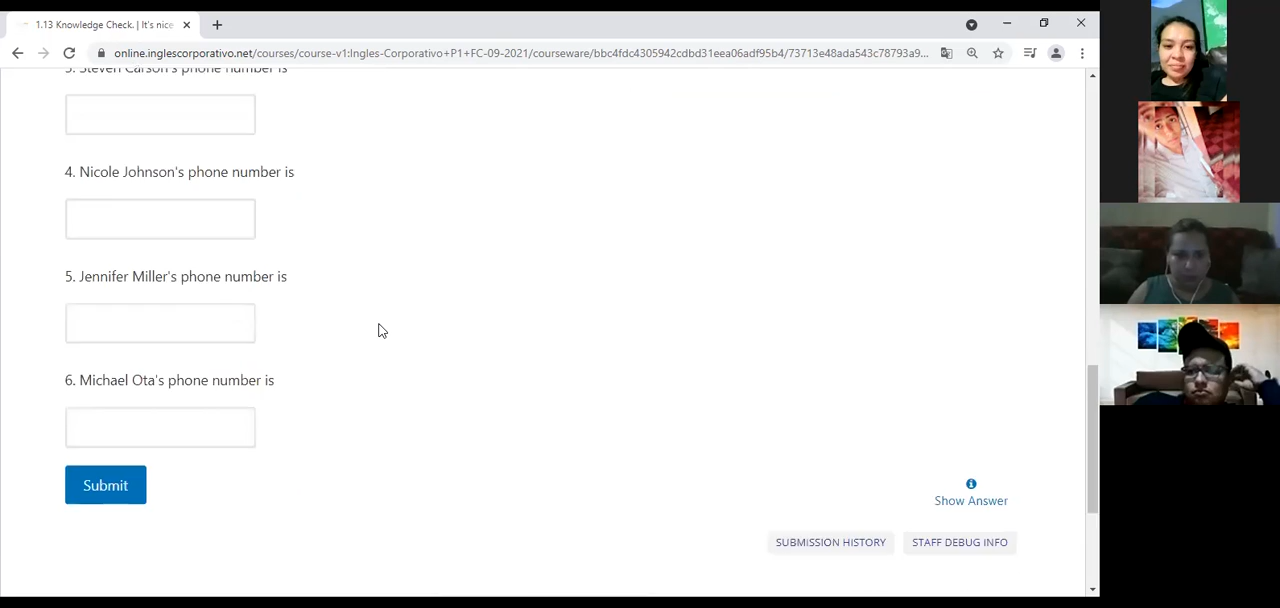 1.13 Knowledge Check. | It's nice
online.inglescorporativo.net/courses/course-v1:Ingles-Corporativo+P1+FC-09-2021/courseware/bbc4fdc4305942cdbd31eea06adf95b4/73713e48ada543c78793a9...
3. Steven Carson's phone number is
4. Nicole Johnson's phone number is
5. Jennifer Miller's phone number is
6. Michael Ota's phone number is
Submit
Show Answer
SUBMISSION HISTORY
STAFF DEBUG INFO